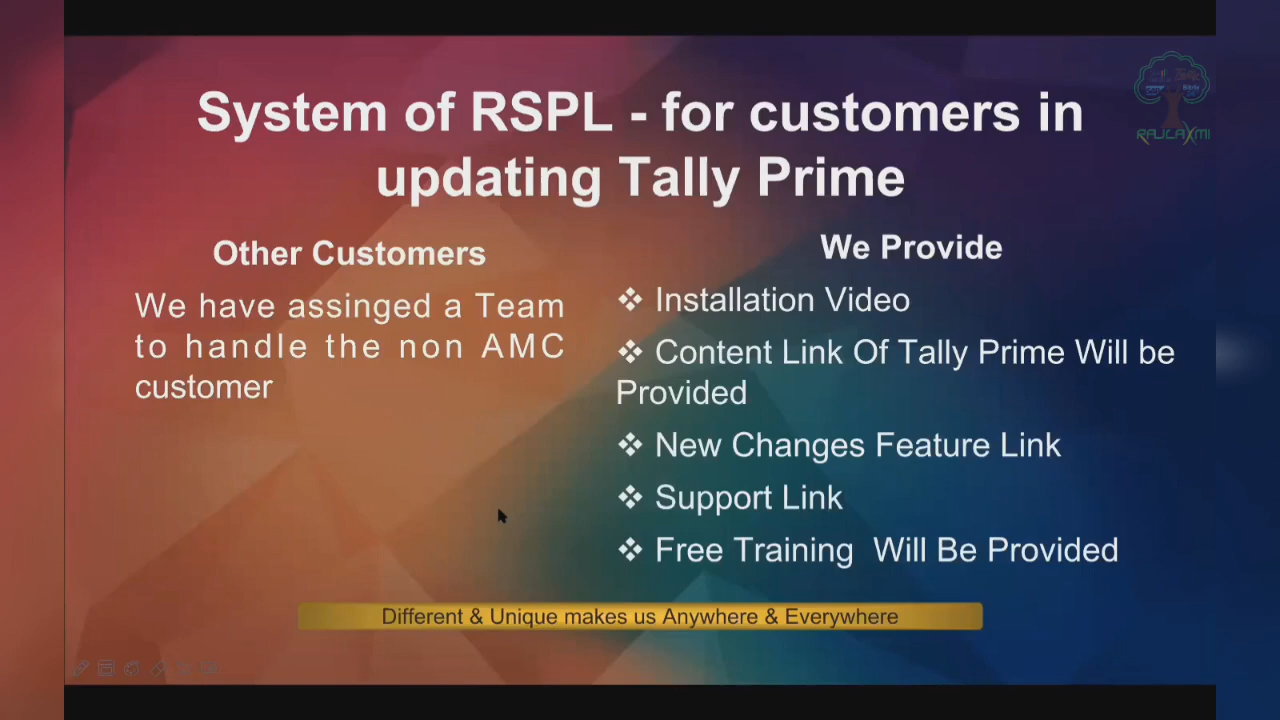 System of RSPL - for customers in
updating Tally Prime
Other Customers
We have assinged a Team
to handle the non AMC
customer
We Provide
❖ Installation Video
❖ Content Link Of Tally Prime Will be
Provided
❖ New Changes Feature Link
❖ Support Link
❖ Free Training Will Be Provided
Different & Unique makes us Anywhere & Everywhere
RAJLAXMI